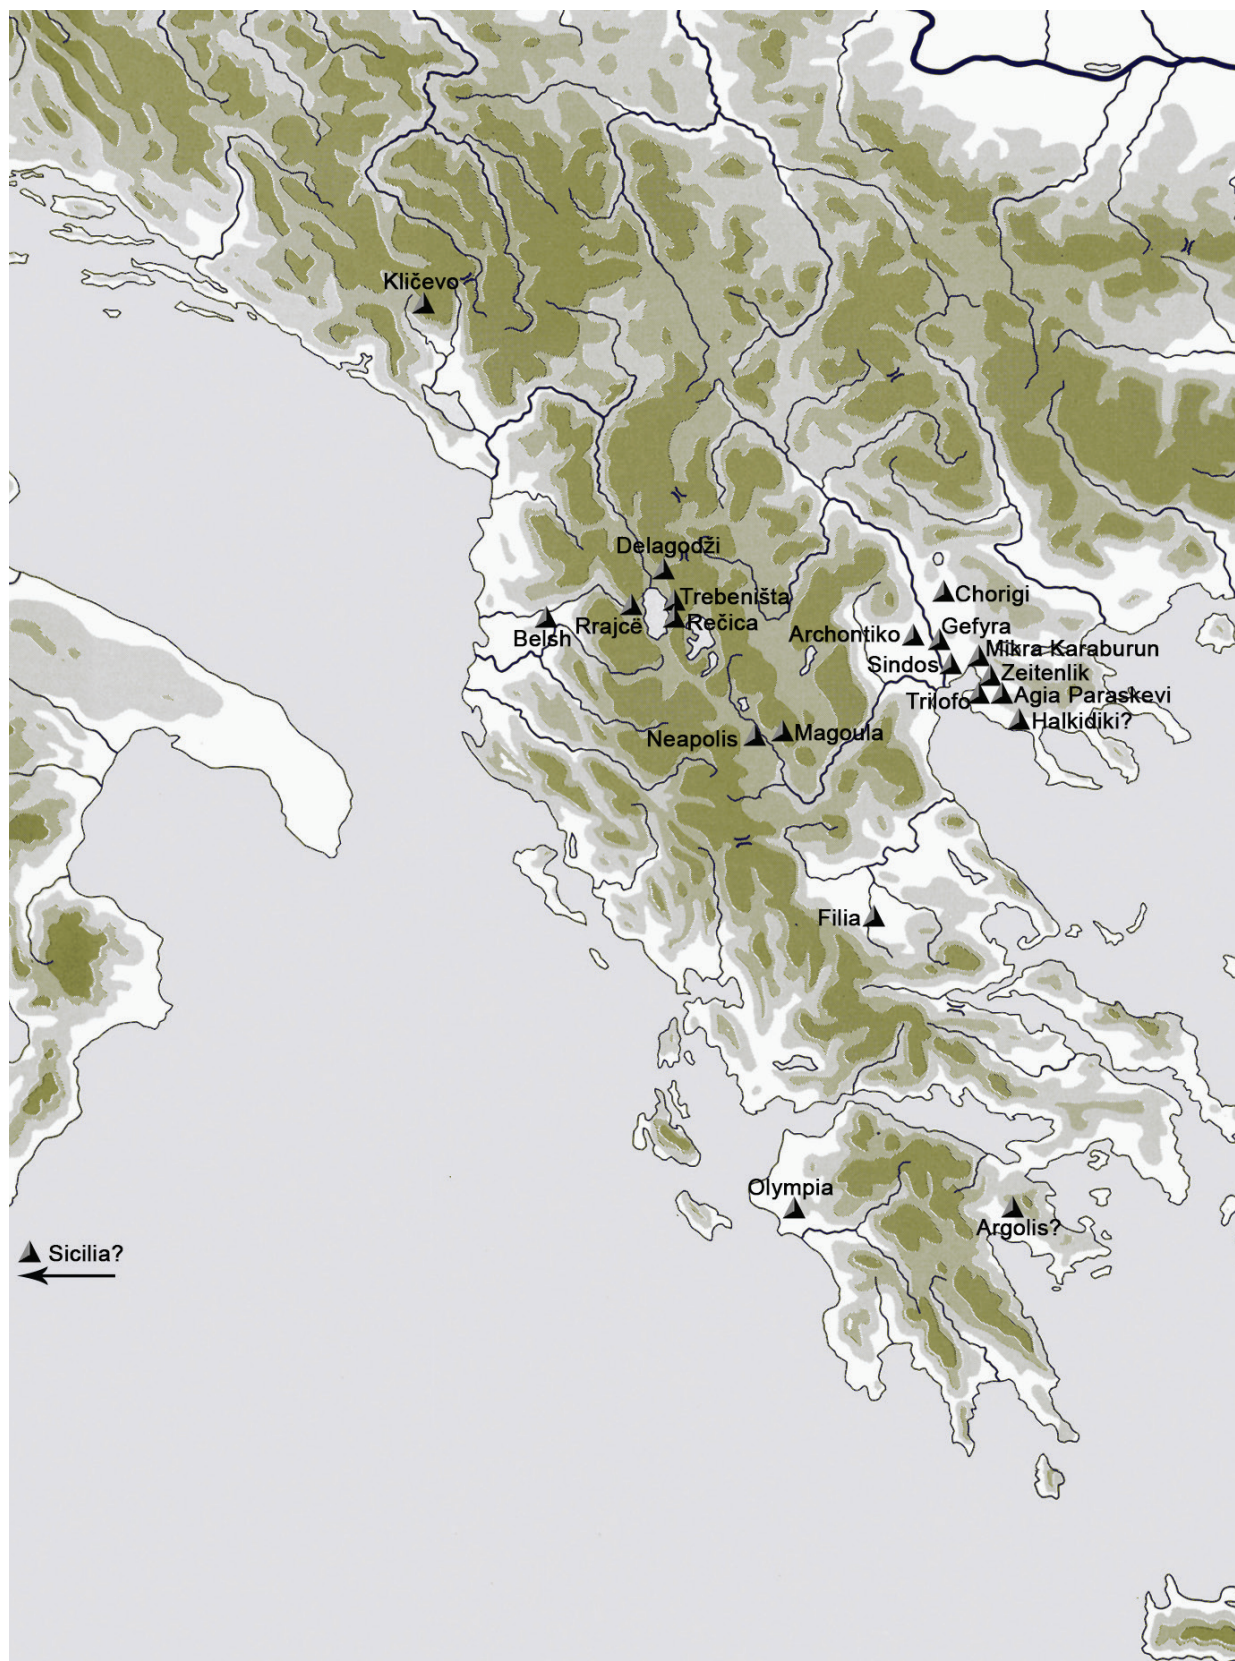 Kličevo
Delagodži
Trebeništa
Chorigi
Rrajcë
Rečica
Belsh
Archontiko
Gefyra
Mikra Karaburun
Sindos
Zeitenlik
Trilofo
Agia Paraskevi
Halkidiki?
Neapolis
Magoula
Filia
Olympia
Argolis?
Sicilia?